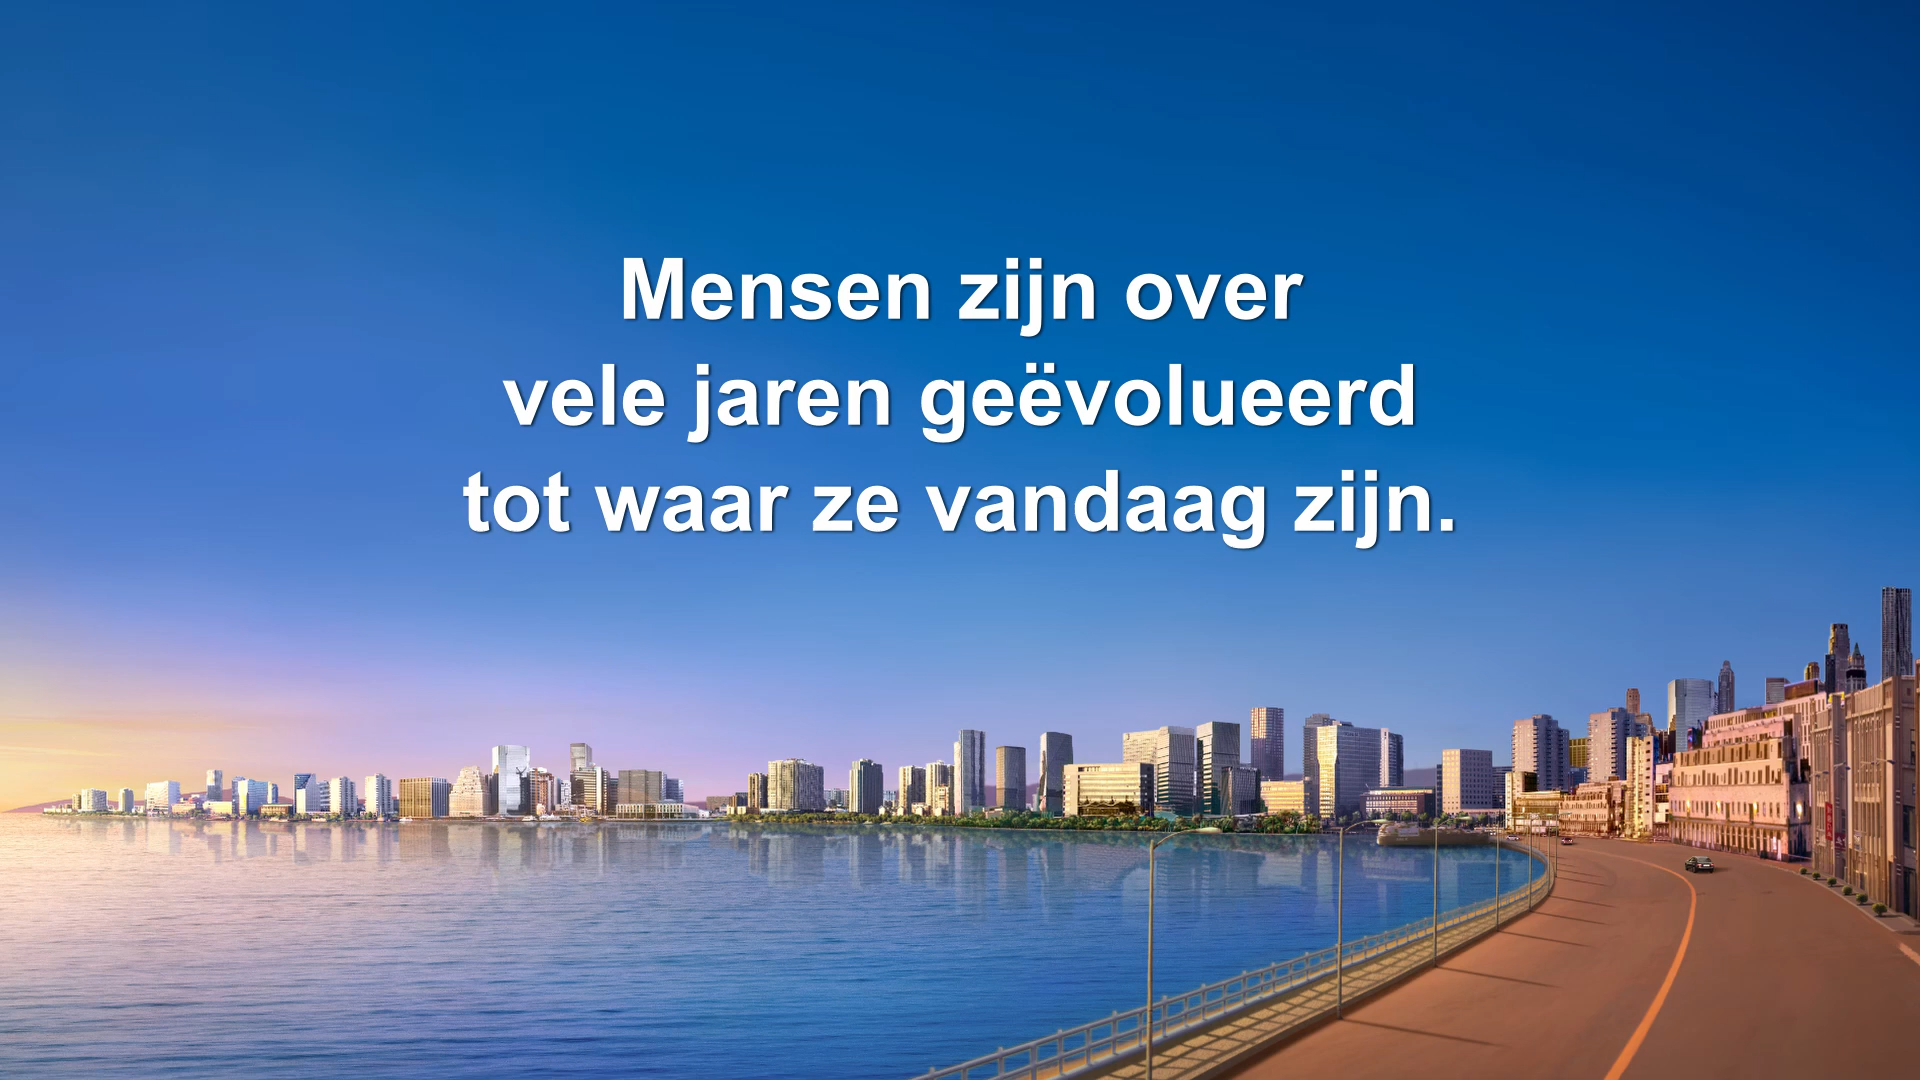 Mensen zijn over
vele jaren geëvolueerd
tot waar ze vandaag zijn.